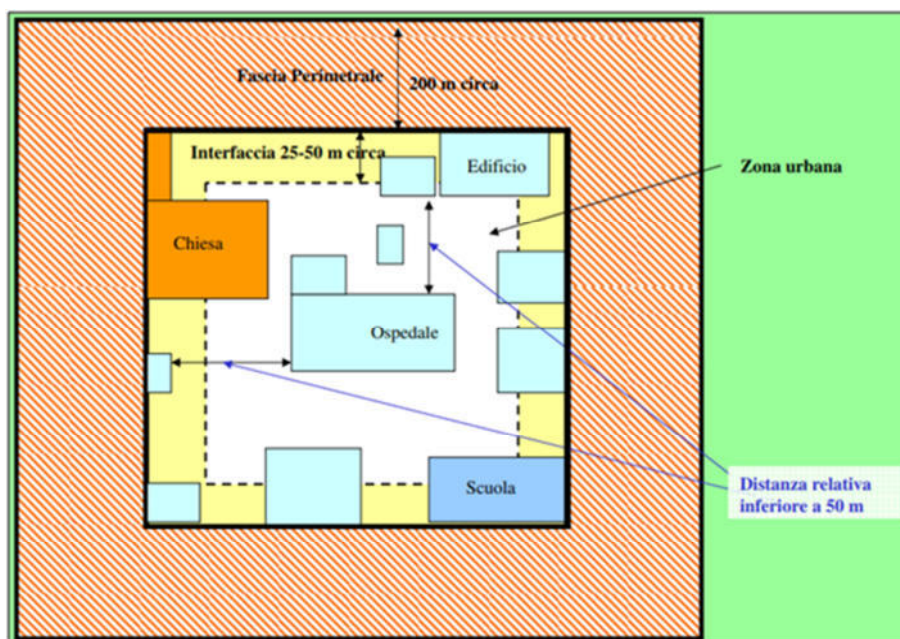 Fascia Perimetrale
200 m circa
Interfaccia 25-50 m circa
Edificio
Zona urbana
Chiesa
Ospedale
Scuola
Distanza relativa
inferiore a 50 m